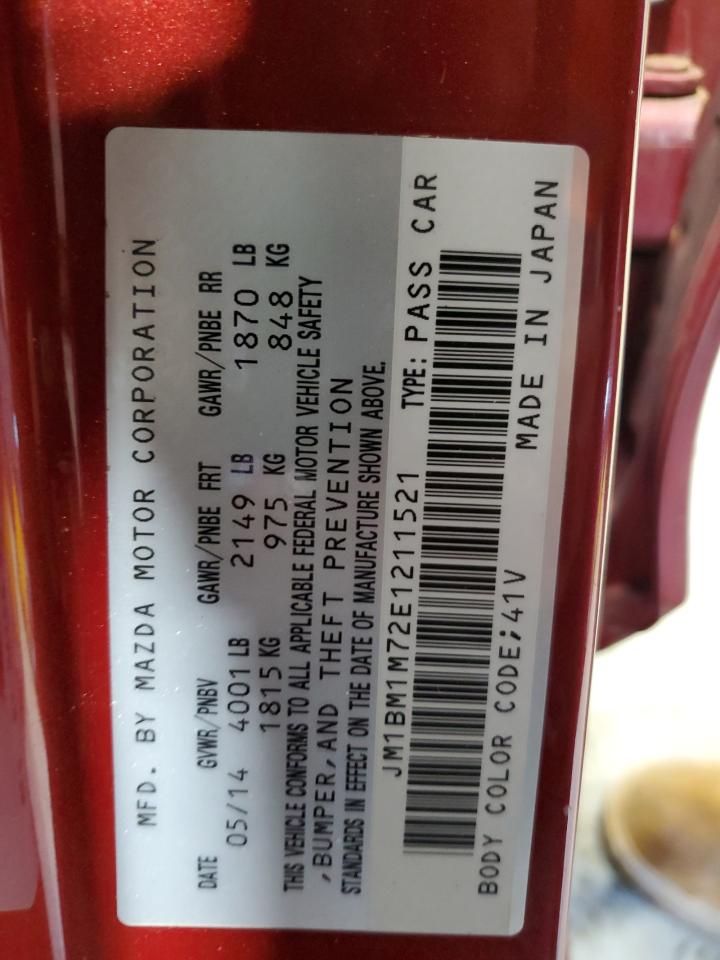 MFD. BY MAZDA MOTOR CORPORATION
DATE GVWR/PNBV GAWR/PNBE FRT GAWR/PNBE RR
05/14 4001 LB 2149 LB 1870 LB
1815 KG 975 KG 848 KG
THIS VEHICLE CONFORMS TO ALL APPLICABLE FEDERAL MOTOR VEHICLE SAFETY
,BUMPER,AND THEFT PREVENTION
STANDARDS IN EFFECT ON THE DATE OF MANUFACTURE SHOWN ABOVE.
JM1BM1M72E1211521 TYPE: PASS CAR
BODY COLOR CODE;41V MADE IN JAPAN